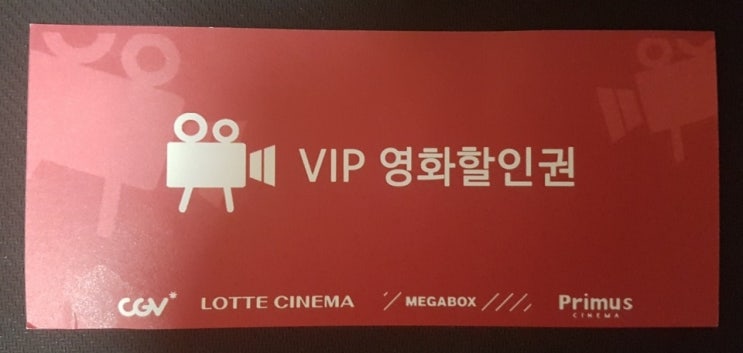 VIP 영화할인권
CGV LOTTE CINEMA MEGABOX Primus
CINEMA